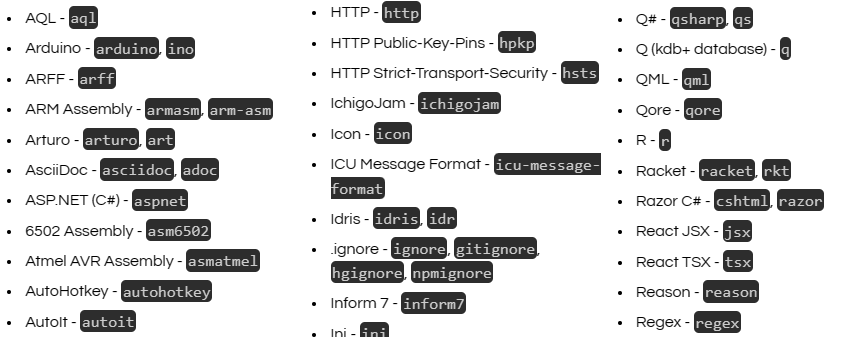 AQL - aql
Arduino - arduino, ino
ARFF - arff
ARM Assembly - armasm, arm-asm
Arturo - arturo, art
AsciiDoc - asciidoc, adoc
ASP.NET (C#) - aspnet
6502 Assembly - asm6502
Atmel AVR Assembly - asmatmel
AutoHotkey - autohotkey
AutoIt - autoit
HTTP - http
HTTP Public-Key-Pins - hpkp
HTTP Strict-Transport-Security - hsts
IchigoJam - ichigojam
Icon - icon
ICU Message Format - icu-message-
format
Idris - idris, idr
.ignore - ignore, gitignore,
hgignore, npmignore
Inform 7 - inform7
Ini - ini
Q# - qsharp, qs
Q (kdb+ database) - q
QML - qml
Qore - qore
R - r
Racket - racket, rkt
Razor C# - cshtml, razor
React JSX - jsx
React TSX - tsx
Reason - reason
Regex - regex